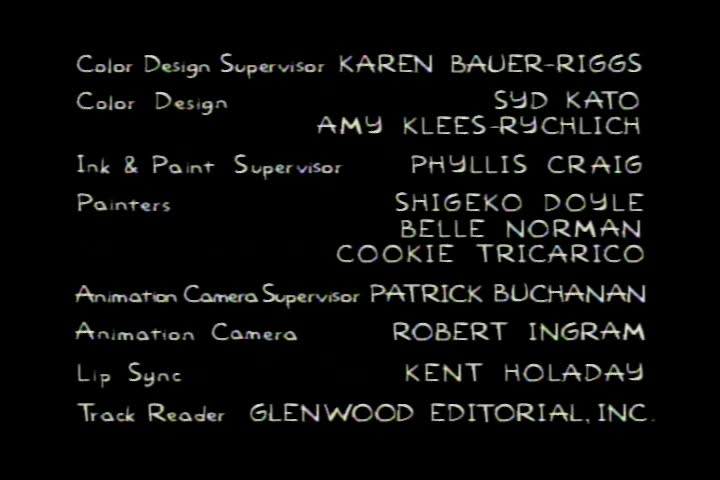 Color Design Supervisor KAREN BAUER-RIGGS
Color Design SYD KATO
AMY KLEES-RYCHLICH
Ink & Paint Supervisor PHYLLIS CRAIG
Painters SHIGEKO DOYLE
BELLE NORMAN
COOKIE TRICARICO
Animation Camera Supervisor PATRICK BUCHANAN
Animation Camera ROBERT INGRAM
Lip Sync KENT HOLADAY
Track Reader GLENWOOD EDITORIAL, INC.